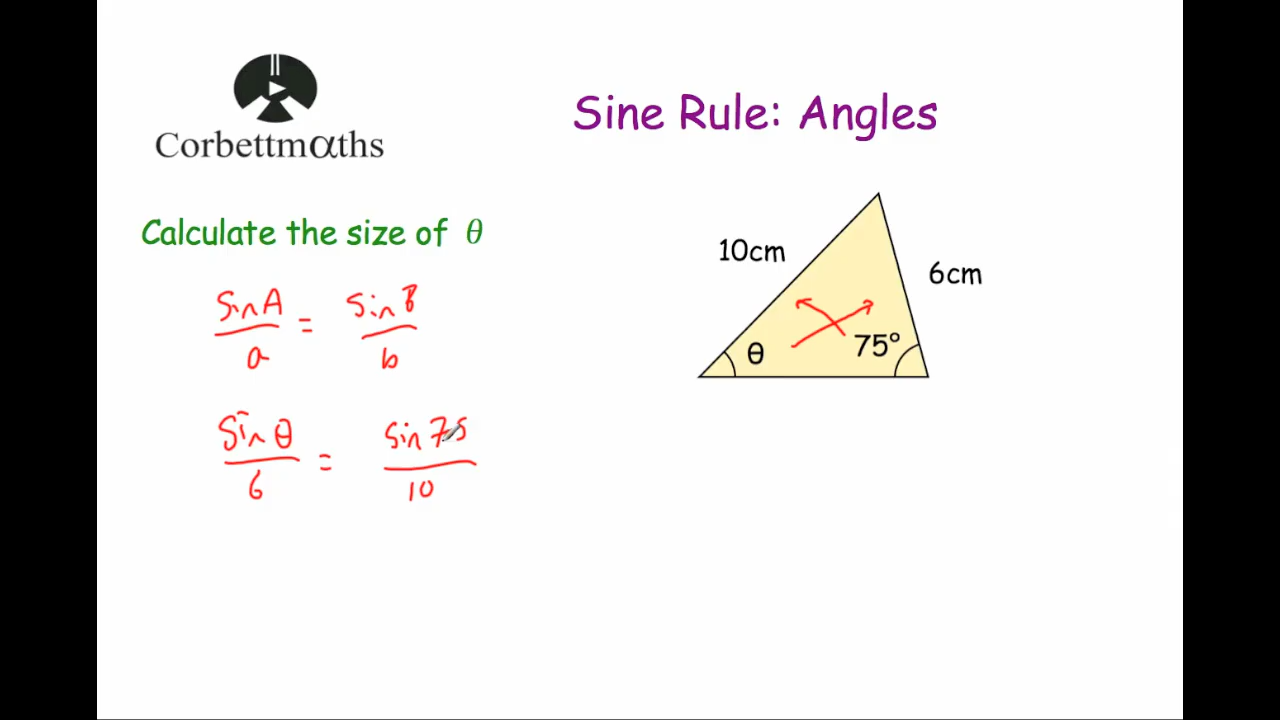 Corbettmαths
Sine Rule: Angles
Calculate the size of θ
10cm
6cm
θ
75°
sin A
a
=
sin B
b
sin θ
6
=
sin 75
10